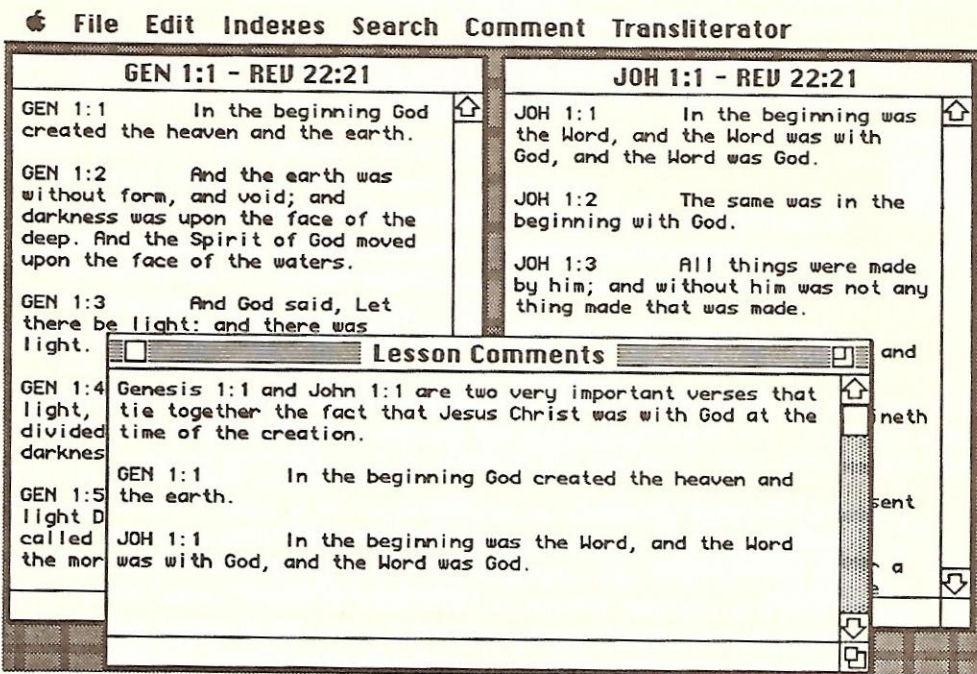 File Edit Indexes Search Comment Transliterator
GEN 1:1 - REV 22:21
GEN 1:1 In the beginning God
created the heaven and the earth.
GEN 1:2 And the earth was
without form, and void; and
darkness was upon the face of the
deep. And the Spirit of God moved
upon the face of the waters.
GEN 1:3 And God said, Let
there be light: and there was
light.
GEN 1:4
light,
divided
darknes
GEN 1:5
light D
called
the mor
JOH 1:1 - REV 22:21
JOH 1:1 In the beginning was
the Word, and the Word was with
God, and the Word was God.
JOH 1:2 The same was in the
beginning with God.
JOH 1:3 All things were made
by him; and without him was not any
thing made that was made.
and
ineth
sent
a
Lesson Comments
Genesis 1:1 and John 1:1 are two very important verses that
tie together the fact that Jesus Christ was with God at the
time of the creation.
GEN 1:1 In the beginning God created the heaven and
the earth.
JOH 1:1 In the beginning was the Word, and the Word
was with God, and the Word was God.